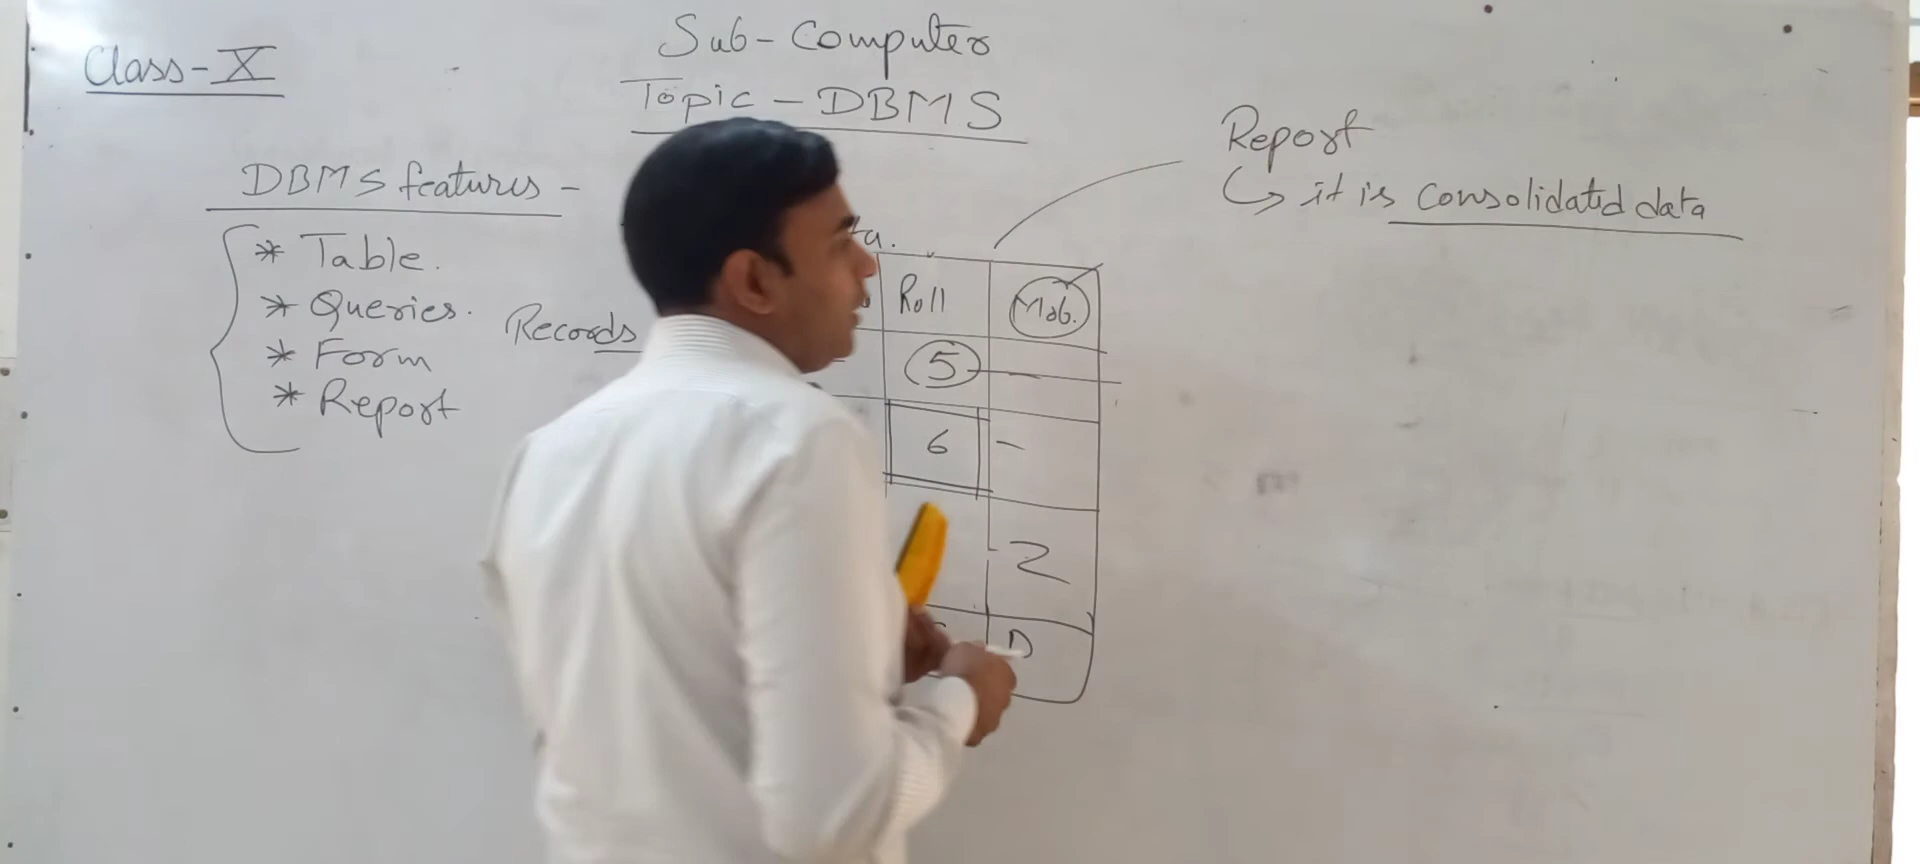 Class-X
Sub-Computer
Topic-DBMS
DBMS features -
* Table.
* Queries.
* Form
* Report
Records
Roll
Mob.
5
6
2
D
Report
↳ it is consolidated data